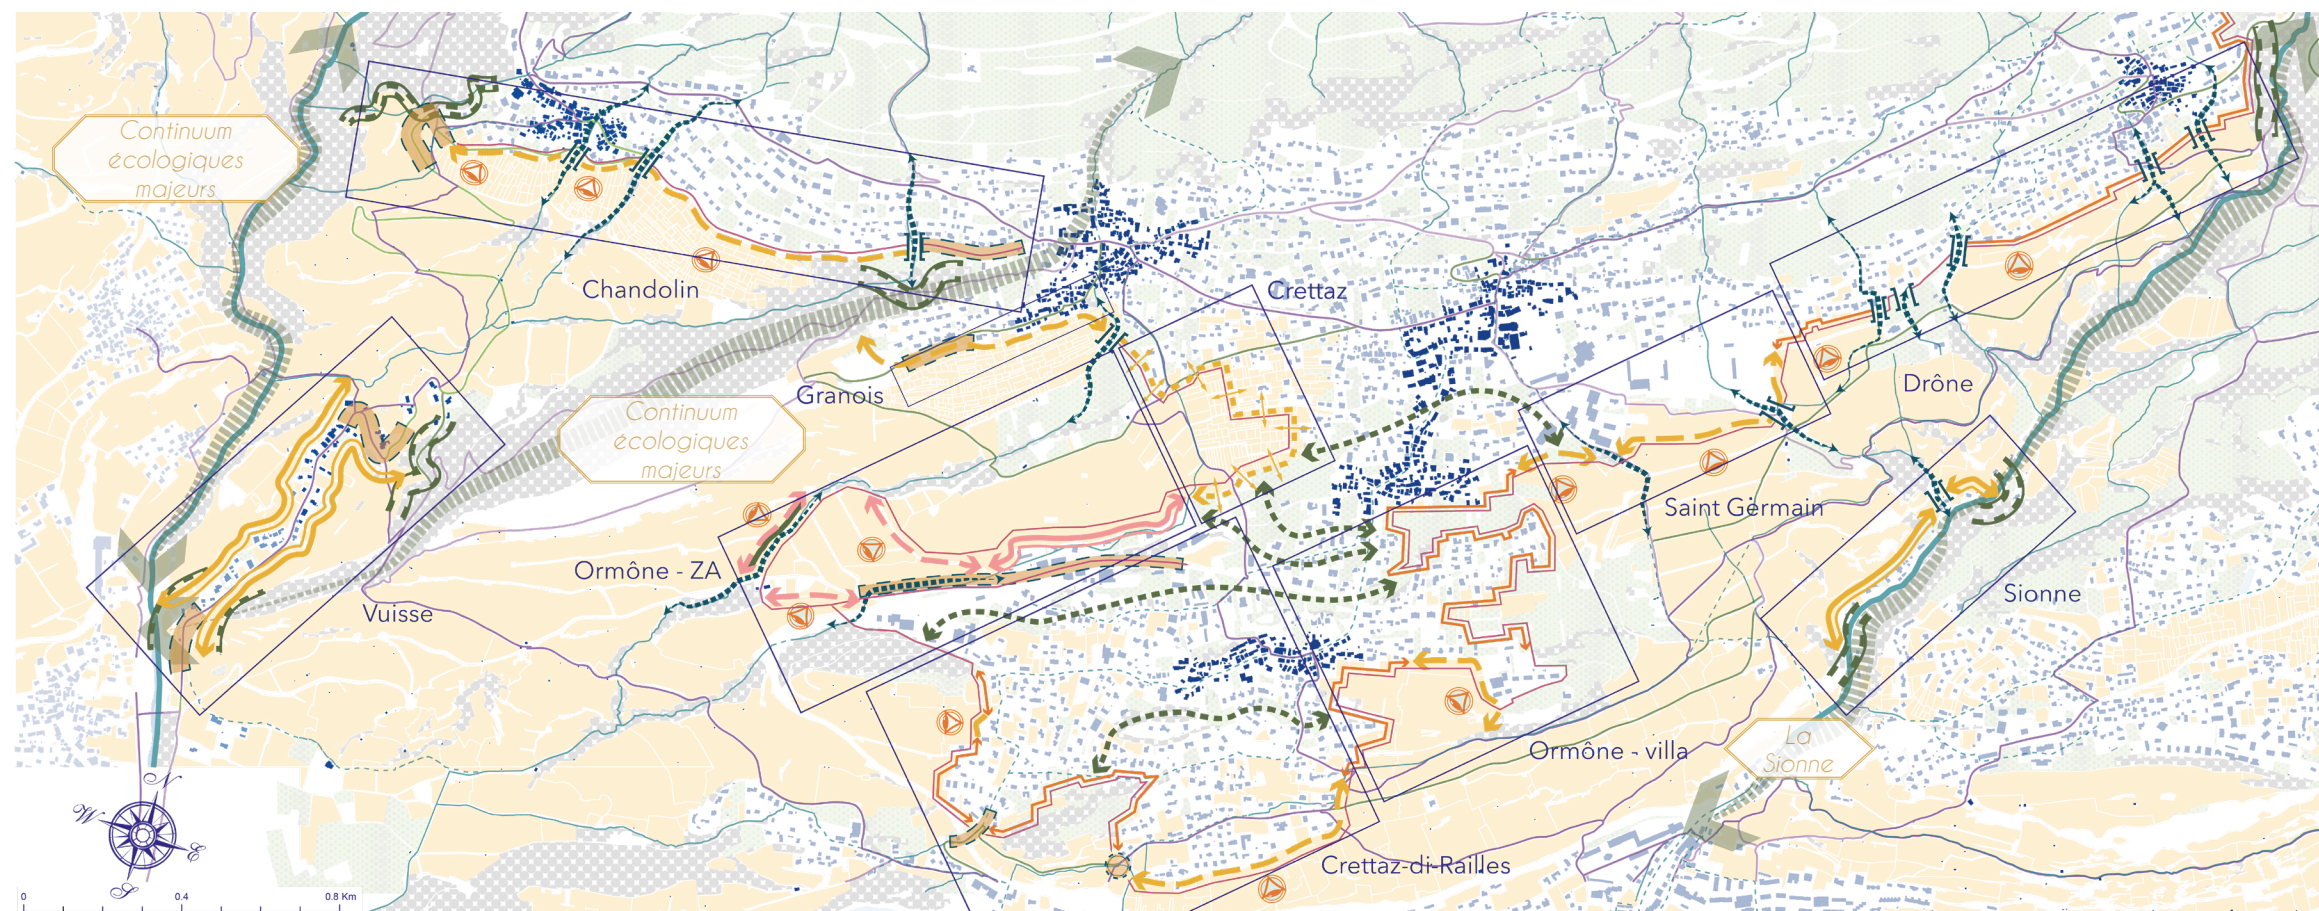 Continuum
écologiques
majeurs
Chandolin
Crettaz
Granois
Drône
Continuum
écologiques
majeurs
Saint Germain
Ormône - ZA
Vuisse
Sionne
La
Sionne
Ormône - villa
Crettaz-di-Railles
N
W
E
S
0
0.4
0.8 Km